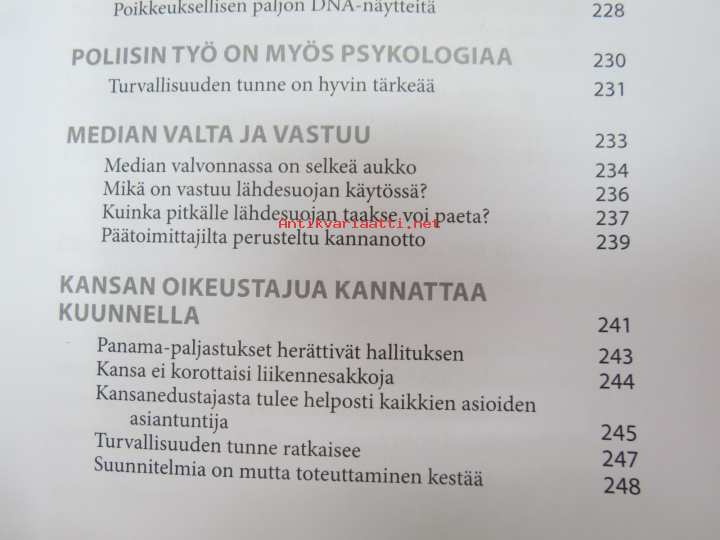 Poikkeuksellisen paljon DNA-näytteitä 228
POLIISIN TYÖ ON MYÖS PSYKOLOGIAA 230
Turvallisuuden tunne on hyvin tärkeää 231
MEDIAN VALTA JA VASTUU 233
Median valvonnassa on selkeä aukko 234
Mikä on vastuu lähdesuojan käytössä? 236
Kuinka pitkälle lähdesuojan taakse voi paeta? 237
Antikvariaatti.net
Päätoimittajilta perusteltu kannanotto 239
KANSAN OIKEUSTAJUA KANNATTAA
KUUNNELLA 241
Panama-paljastukset herättivät hallituksen 243
Kansa ei korottaisi liikennesakkoja 244
Kansanedustajasta tulee helposti kaikkien asioiden
asiantuntija 245
Turvallisuuden tunne ratkaisee 247
Suunnitelmia on mutta toteuttaminen kestää 248